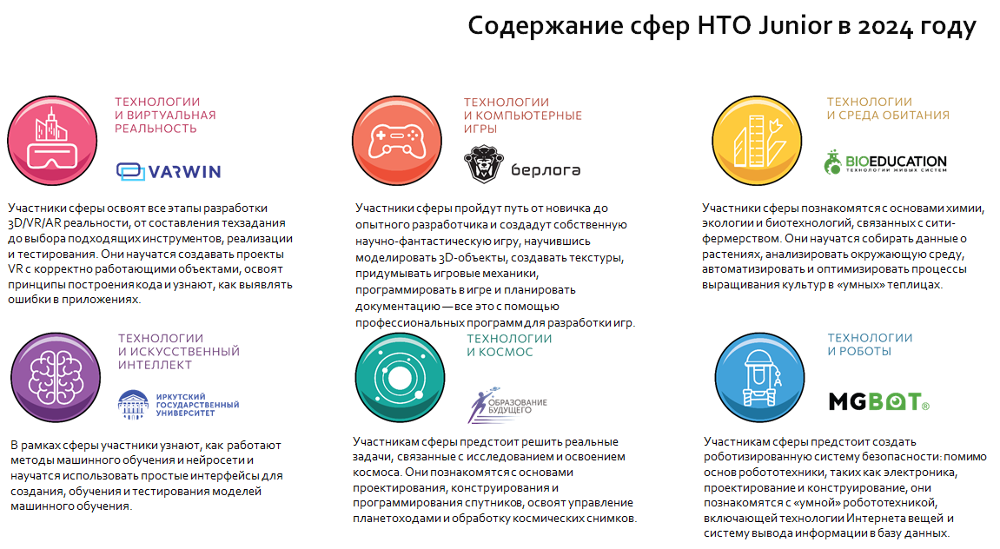 Содержание сфер НТО Junior в 2024 году
ТЕХНОЛОГИИ
И ВИРТУАЛЬНАЯ
РЕАЛЬНОСТЬ
VARWIN
Участники сферы освоят все этапы разработки
3D/VR/AR реальности, от составления техзадания
до выбора подходящих инструментов, реализации
и тестирования. Они научатся создавать проекты
VR с корректно работающими объектами, освоят
принципы построения кода и узнают, как выявлять
ошибки в приложениях.
ТЕХНОЛОГИИ
И КОМПЬЮТЕРНЫЕ
ИГРЫ
берлога
Участники сферы пройдут путь от новичка до
опытного разработчика и создадут собственную
научно-фантастическую игру, научившись
моделировать 3D-объекты, создавать текстуры,
придумывать игровые механики,
программировать в игре и планировать
документацию — все это с помощью
профессиональных программ для разработки игр.
ТЕХНОЛОГИИ
И СРЕДА ОБИТАНИЯ
BIOEDUCATION
ТЕХНОЛОГИИ ЖИВЫХ СИСТЕМ
Участники сферы познакомятся с основами химии,
экологии и биотехнологий, связанных с сити-
фермерством. Они научатся собирать данные о
растениях, анализировать окружающую среду,
автоматизировать и оптимизировать процессы
выращивания культур в «умных» теплицах.
ТЕХНОЛОГИИ
И ИСКУССТВЕННЫЙ
ИНТЕЛЛЕКТ
ИРКУТСКИЙ
ГОСУДАРСТВЕННЫЙ
УНИВЕРСИТЕТ
В рамках сферы участники узнают, как работают
методы машинного обучения и нейросети и
научатся использовать простые интерфейсы для
создания, обучения и тестирования моделей
машинного обучения.
ТЕХНОЛОГИИ
И КОСМОС
ОБРАЗОВАНИЕ
БУДУЩЕГО
Участникам сферы предстоит решить реальные
задачи, связанные с исследованием и освоением
космоса. Они познакомятся с основами
проектирования, конструирования и
программирования спутников, освоят управление
планетоходами и обработку космических снимков.
ТЕХНОЛОГИИ
И РОБОТЫ
MGBOT®
Участникам сферы предстоит создать
роботизированную систему безопасности: помимо
основ робототехники, таких как электроника,
проектирование и конструирование, они
познакомятся с «умной» робототехникой,
включающей технологии Интернета вещей и
систему вывода информации в базу данных.